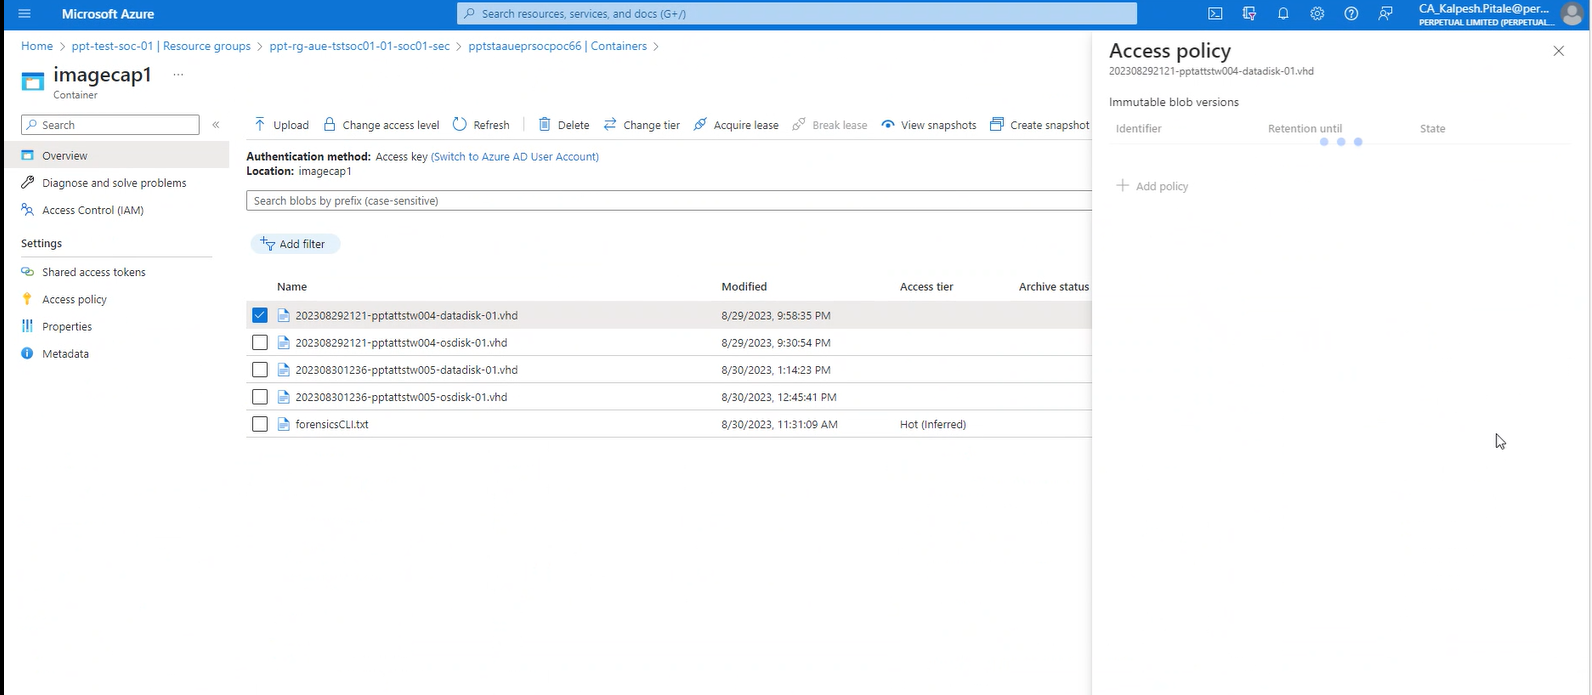 Microsoft Azure
Search resources, services, and docs (G+/)
CA_Kalpesh.Pitale@per...
PERPETUAL LIMITED (PERPETUAL....
Home > ppt-test-soc-01 | Resource groups > ppt-rg-aue-tstsoc01-01-soc01-sec > pptstaaueprsocpoc66 | Containers >
imagecap1 ...
Container
Search «
Overview
Diagnose and solve problems
Access Control (IAM)
Settings
Shared access tokens
Access policy
Properties
Metadata
Upload Change access level Refresh Delete Change tier Acquire lease Break lease View snapshots Create snapshot
Authentication method: Access key (Switch to Azure AD User Account)
Location: imagecap1
Search blobs by prefix (case-sensitive)
Add filter
Name Modified Access tier Archive status
202308292121-pptattstw004-datadisk-01.vhd 8/29/2023, 9:58:35 PM
202308292121-pptattstw004-osdisk-01.vhd 8/29/2023, 9:30:54 PM
202308301236-pptattstw005-datadisk-01.vhd 8/30/2023, 1:14:23 PM
202308301236-pptattstw005-osdisk-01.vhd 8/30/2023, 12:45:41 PM
forensicsCLI.txt 8/30/2023, 11:31:09 AM Hot (Inferred)
Access policy
202308292121-pptattstw004-datadisk-01.vhd
Immutable blob versions
Identifier Retention until State
+ Add policy